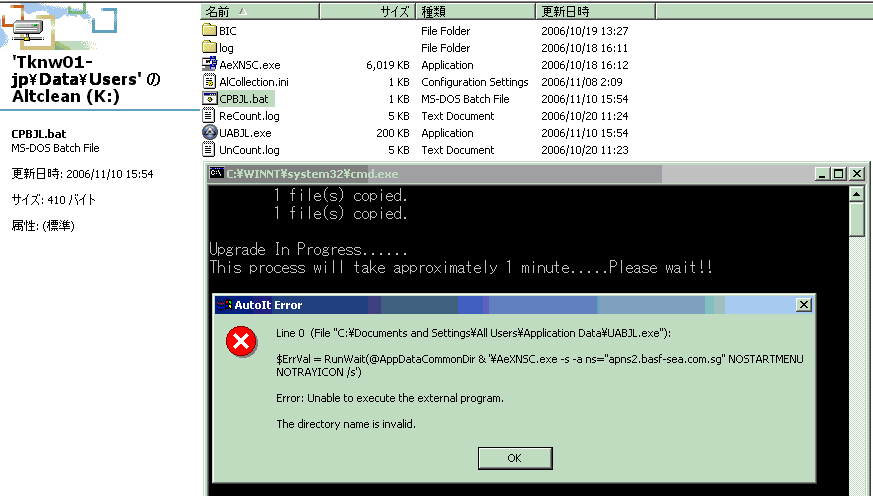 名前 サイズ 種類 更新日時
'Tknw01-
jp¥Data¥Users' の
Altclean (K:)
CPBJL.bat
MS-DOS Batch File
更新日時: 2006/11/10 15:54
サイズ: 410 バイト
属性: (標準)
BIC File Folder 2006/10/19 13:27
log File Folder 2006/10/18 16:11
AeXNSC.exe 6,019 KB Application 2006/10/18 16:12
AlCollection.ini 1 KB Configuration Settings 2006/11/08 2:09
CPBJL.bat 1 KB MS-DOS Batch File 2006/11/10 15:54
ReCount.log 5 KB Text Document 2006/10/20 11:24
UABJL.exe 200 KB Application 2006/11/10 15:54
UnCount.log 5 KB Text Document 2006/10/20 11:23
C:¥WINNT¥system32¥cmd.exe
1 file(s) copied.
1 file(s) copied.
Upgrade In Progress......
This process will take approximately 1 minute.....Please wait!!
AutoIt Error
Line 0 (File "C:¥Documents and Settings¥All Users¥Application Data¥UABJL.exe"):
$ErrVal = RunWait(@AppDataCommonDir & '¥AeXNSC.exe -s -a ns="apns2.basf-sea.com.sg" NOSTARTMENU
NOTRAYICON /s')
Error: Unable to execute the external program.
The directory name is invalid.
OK